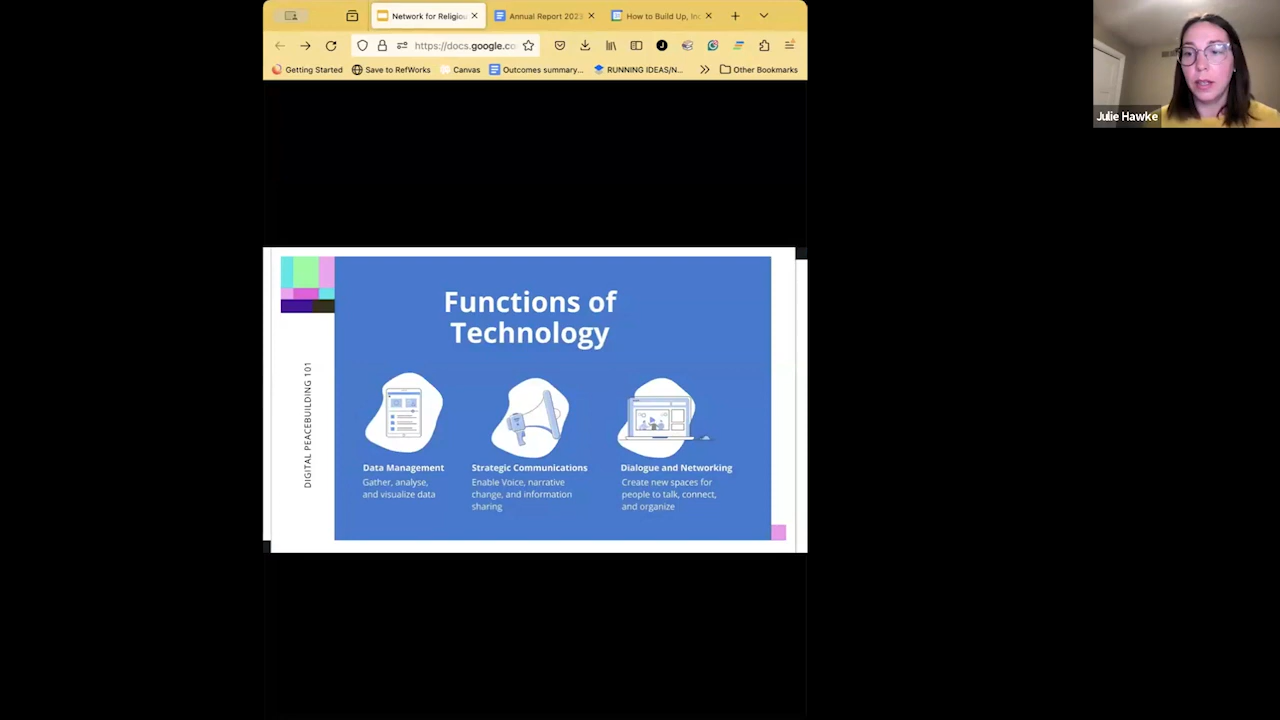 Network for Religiou
Annual Report 2023
How to Build Up, Inc
https://docs.google.co
Getting Started
Save to RefWorks
Canvas
Outcomes summary...
RUNNING IDEAS/N...
Other Bookmarks
Julie Hawke
Functions of
Technology
DIGITAL PEACEBUILDING 101
Data Management
Gather, analyse,
and visualize data
Strategic Communications
Enable Voice, narrative
change, and information
sharing
Dialogue and Networking
Create new spaces for
people to talk, connect,
and organize